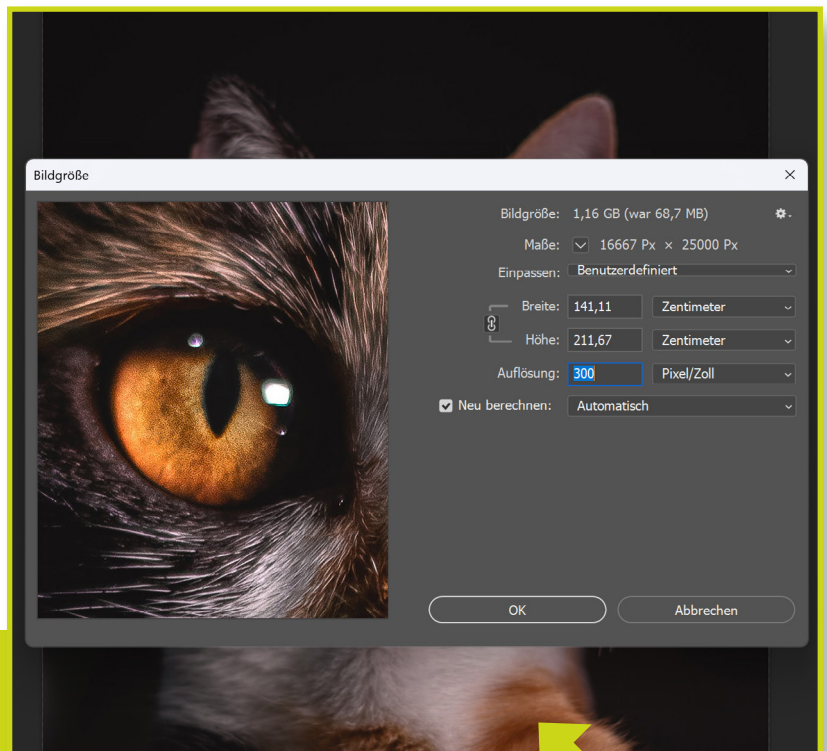 Bildgröße
Bildgröße: 1,16 GB (war 68,7 MB)
Maße: 16667 Px × 25000 Px
Einpassen: Benutzerdefiniert
Breite: 141,11 Zentimeter
Höhe: 211,67 Zentimeter
Auflösung: 300 Pixel/Zoll
Neu berechnen: Automatisch
OK Abbrechen